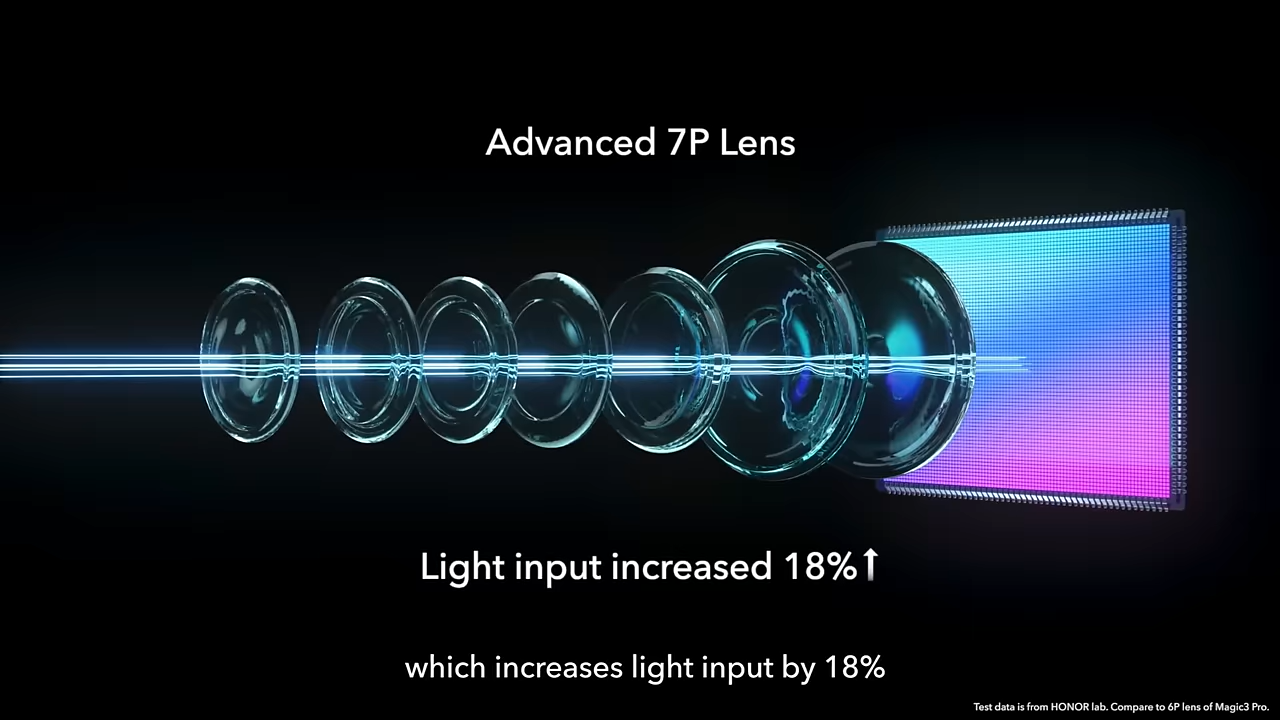 Advanced 7P Lens
Light input increased 18%↑
which increases light input by 18%
Test data is from HONOR lab. Compare to 6P lens of Magic3 Pro.